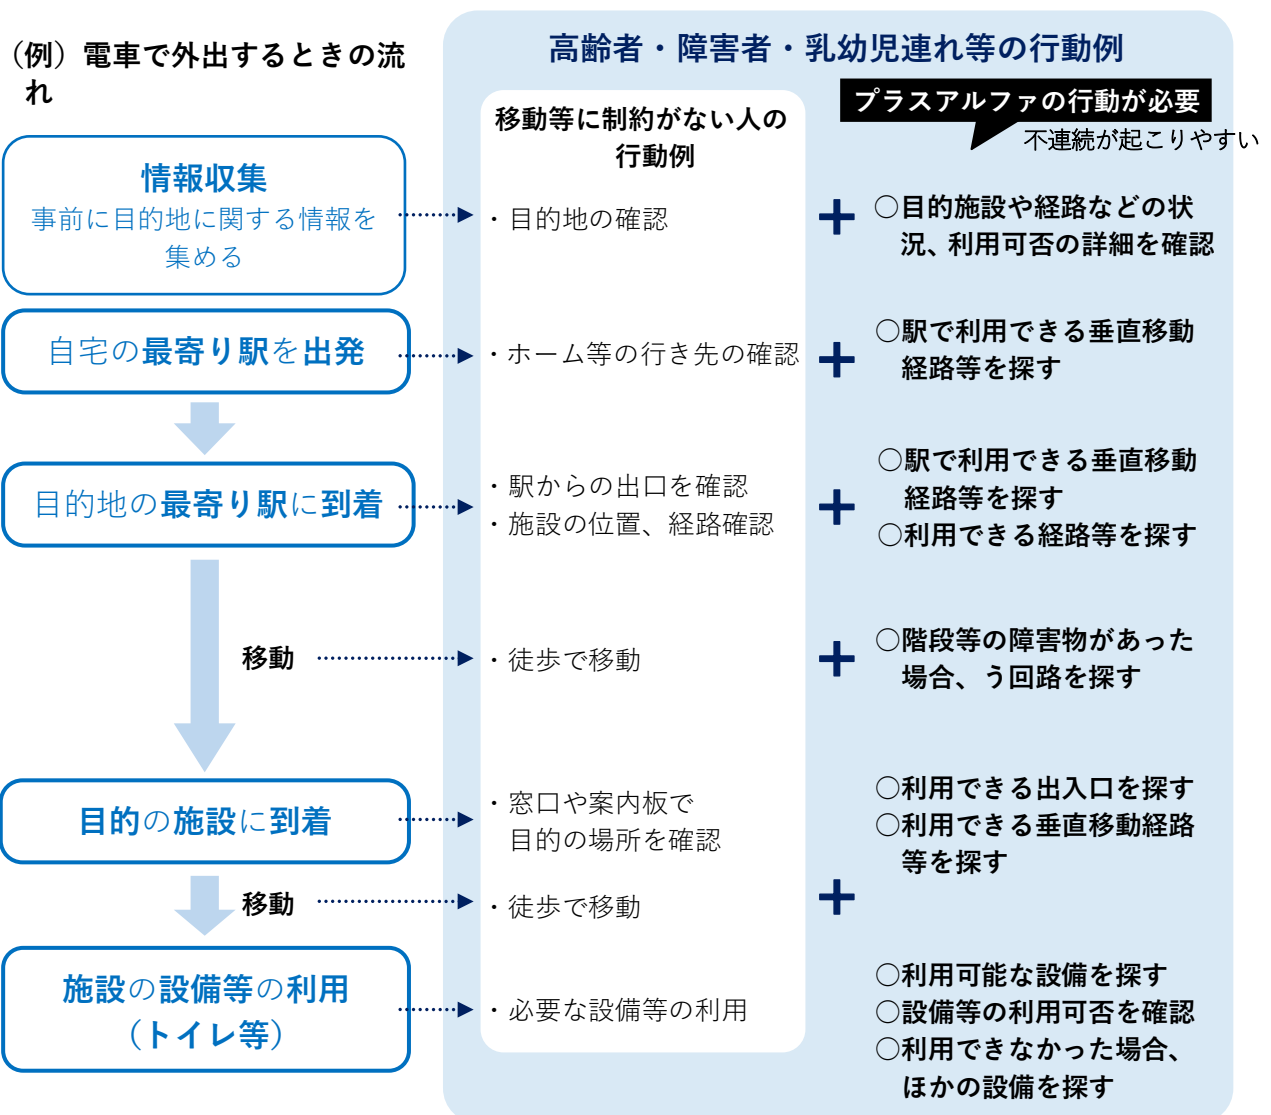 （例）電車で外出するときの流
れ
高齢者・障害者・乳幼児連れ等の行動例
移動等に制約がない人の
行動例
プラスアルファの行動が必要
不連続が起こりやすい
情報収集
事前に目的地に関する情報を
集める
・目的地の確認
＋
○目的施設や経路などの状
況、利用可否の詳細を確認
自宅の最寄り駅を出発
・ホーム等の行き先の確認
＋
○駅で利用できる垂直移動
経路等を探す
目的地の最寄り駅に到着
・駅からの出口を確認
・施設の位置、経路確認
＋
○駅で利用できる垂直移動
経路等を探す
○利用できる経路等を探す
移動
・徒歩で移動
＋
○階段等の障害物があった
場合、う回路を探す
目的の施設に到着
・窓口や案内板で
目的の場所を確認
○利用できる出入口を探す
○利用できる垂直移動経路
等を探す
移動
・徒歩で移動
＋
施設の設備等の利用
（トイレ等）
・必要な設備等の利用
○利用可能な設備を探す
○設備等の利用可否を確認
○利用できなかった場合、
ほかの設備を探す